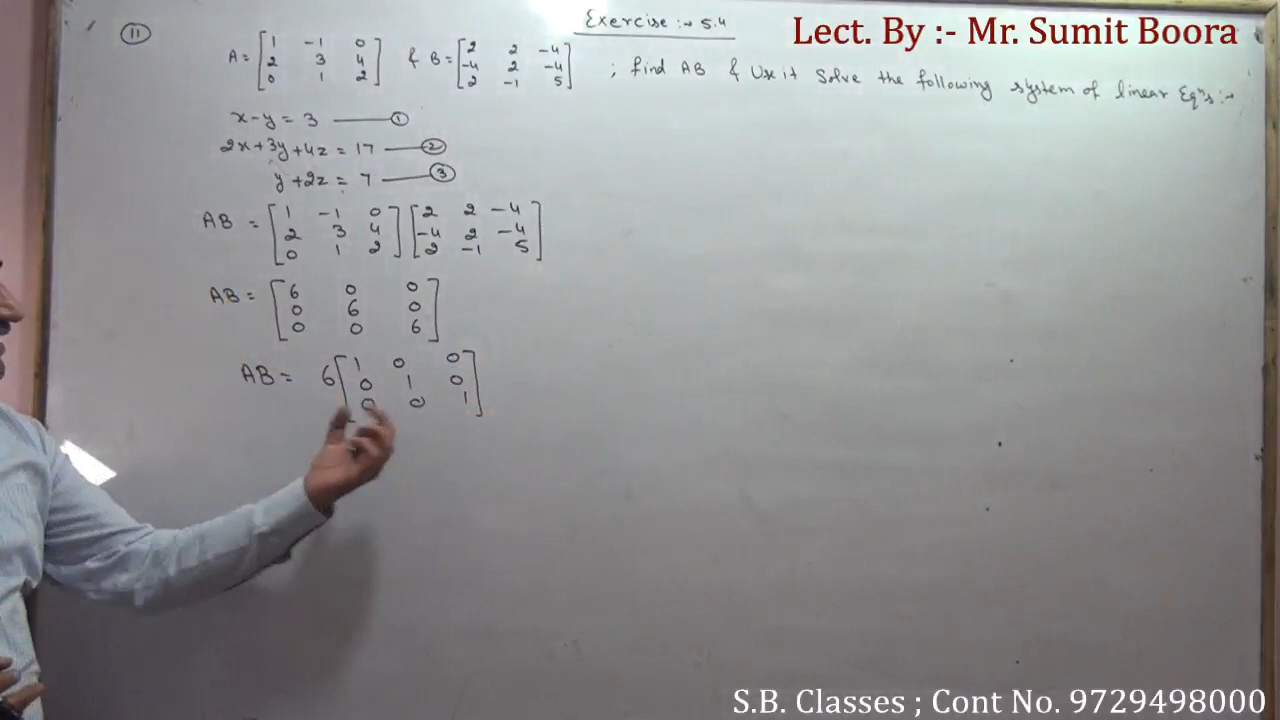 Exercise :→ 5.4
Lect. By :- Mr. Sumit Boora
11 A = [1 -1 0 & B = [2 2 -4 ; find AB & Use it Solve the following system of linear Eqⁿs :→
2 3 4 -4 2 -4
0 1 2] 2 -1 5]
x-y = 3 —— 1
2x+3y+4z = 17 —— 2
y+2z = 7 —— 3
AB = [1 -1 0 [2 2 -4
2 3 4 -4 2 -4
0 1 2] 2 -1 5]
AB = [6 0 0
0 6 0
0 0 6]
AB = 6 [1 0 0
0 1 0
0 0 1]
S.B. Classes ; Cont No. 9729498000